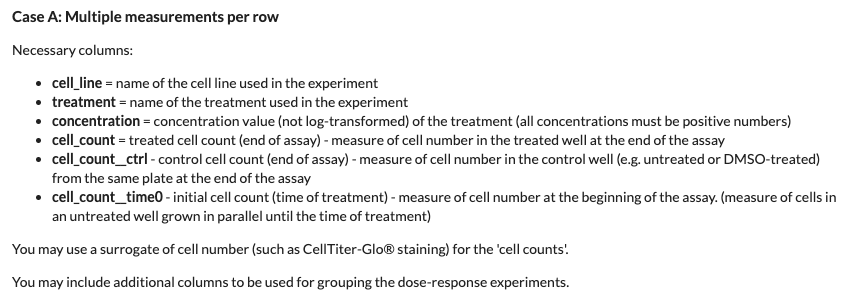 Case A: Multiple measurements per row
Necessary columns:
• cell_line = name of the cell line used in the experiment
• treatment = name of the treatment used in the experiment
• concentration = concentration value (not log-transformed) of the treatment (all concentrations must be positive numbers)
• cell_count = treated cell count (end of assay) - measure of cell number in the treated well at the end of the assay
• cell_count__ctrl - control cell count (end of assay) - measure of cell number in the control well (e.g. untreated or DMSO-treated)
from the same plate at the end of the assay
• cell_count__time0 - initial cell count (time of treatment) - measure of cell number at the beginning of the assay. (measure of cells in
an untreated well grown in parallel until the time of treatment)
You may use a surrogate of cell number (such as CellTiter-Glo® staining) for the 'cell counts'.
You may include additional columns to be used for grouping the dose-response experiments.